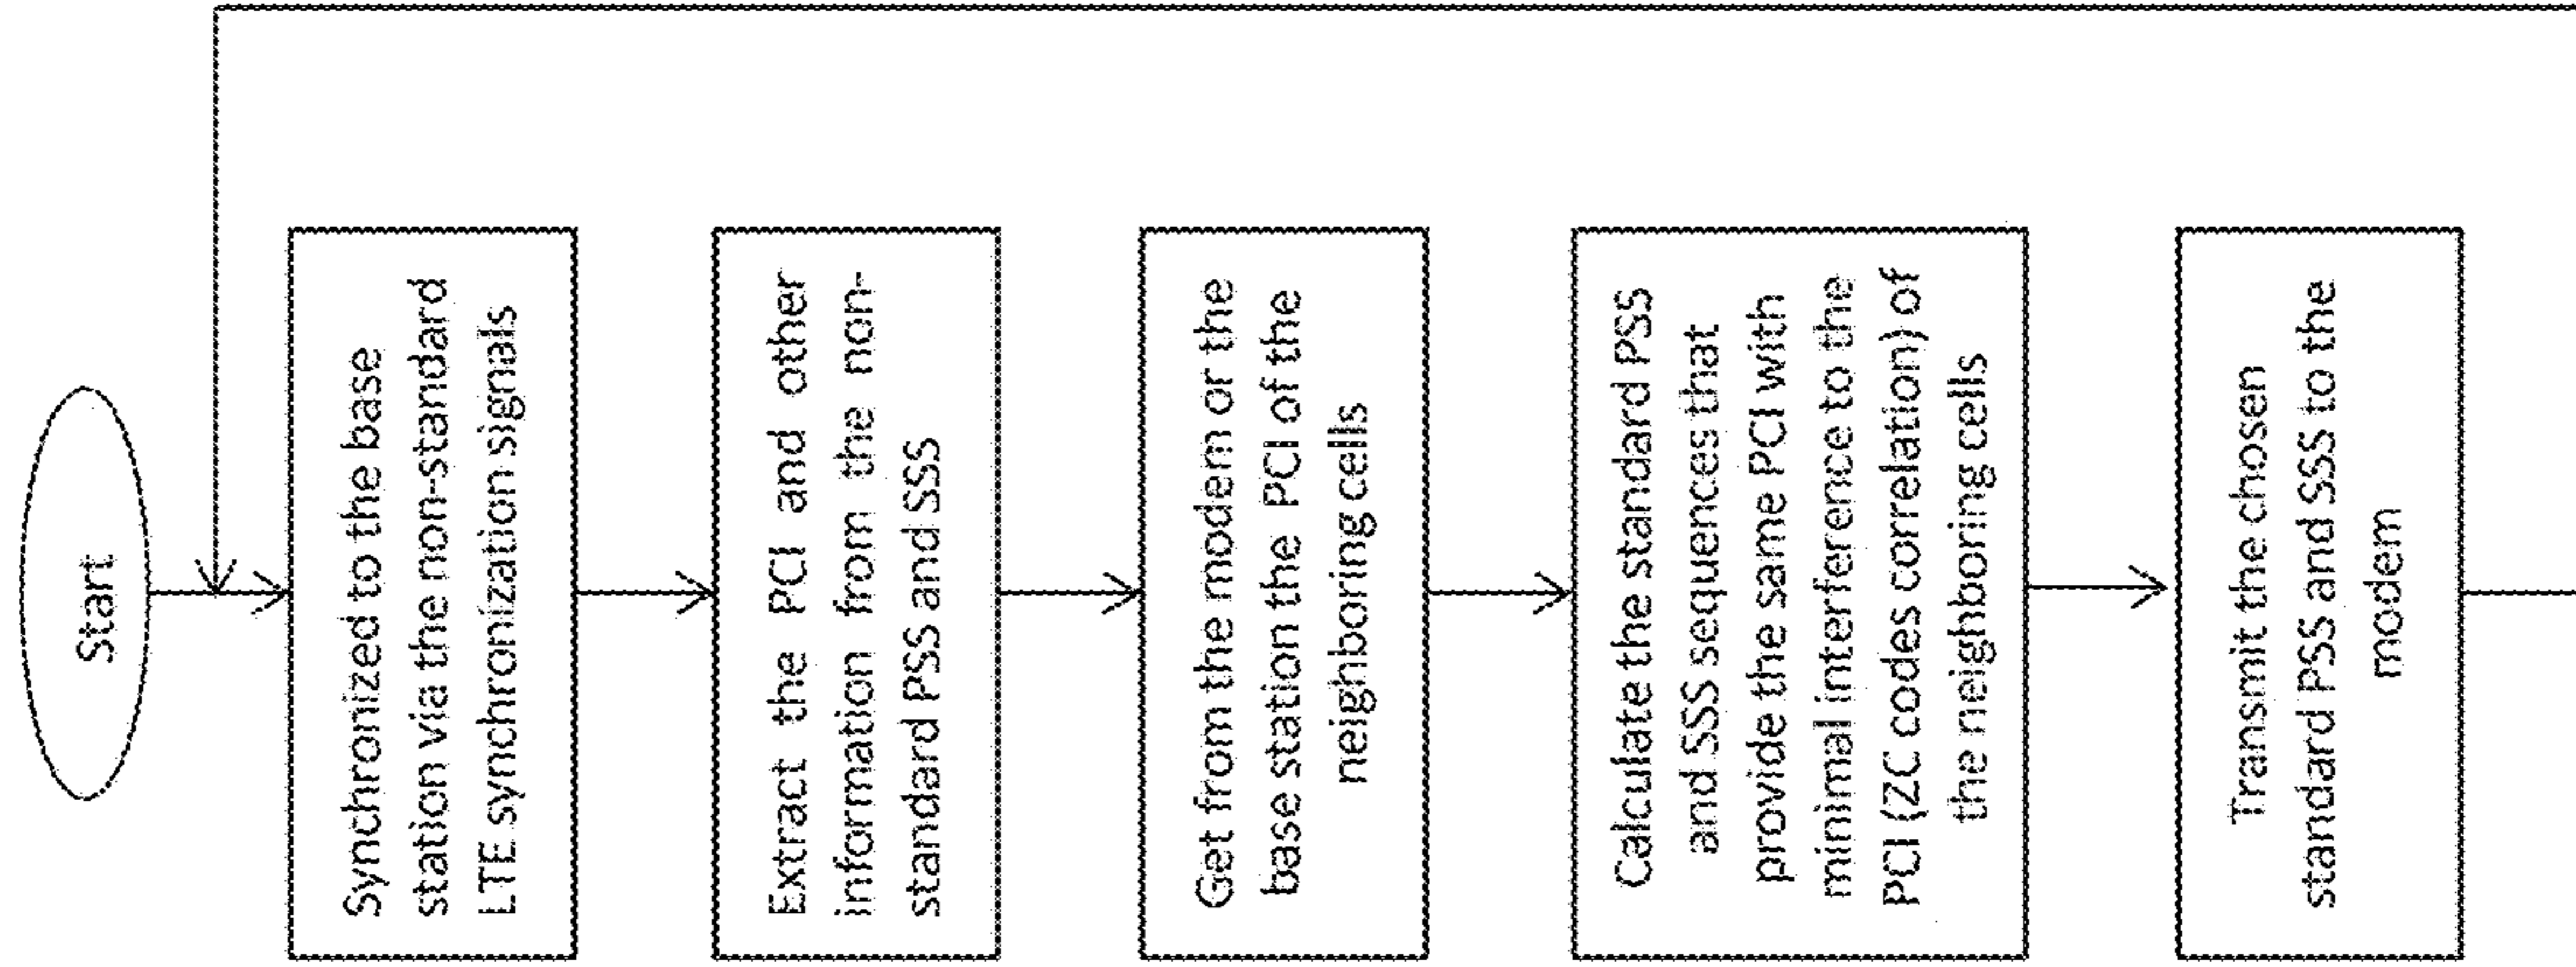 Start
Synchronized to the base
station via the non-standard
LTE synchronization signals
Extract the PCI and other
information from the non-
standard PSS and SSS
Get from the modem or the
base station the PCI of the
neighboring cells
Calculate the standard PSS
and SSS sequences that
provide the same PCI with
minimal interference to the
PCI (ZC codes correlation) of
the neighboring cells
Transmit the chosen
standard PSS and SSS to the
modem